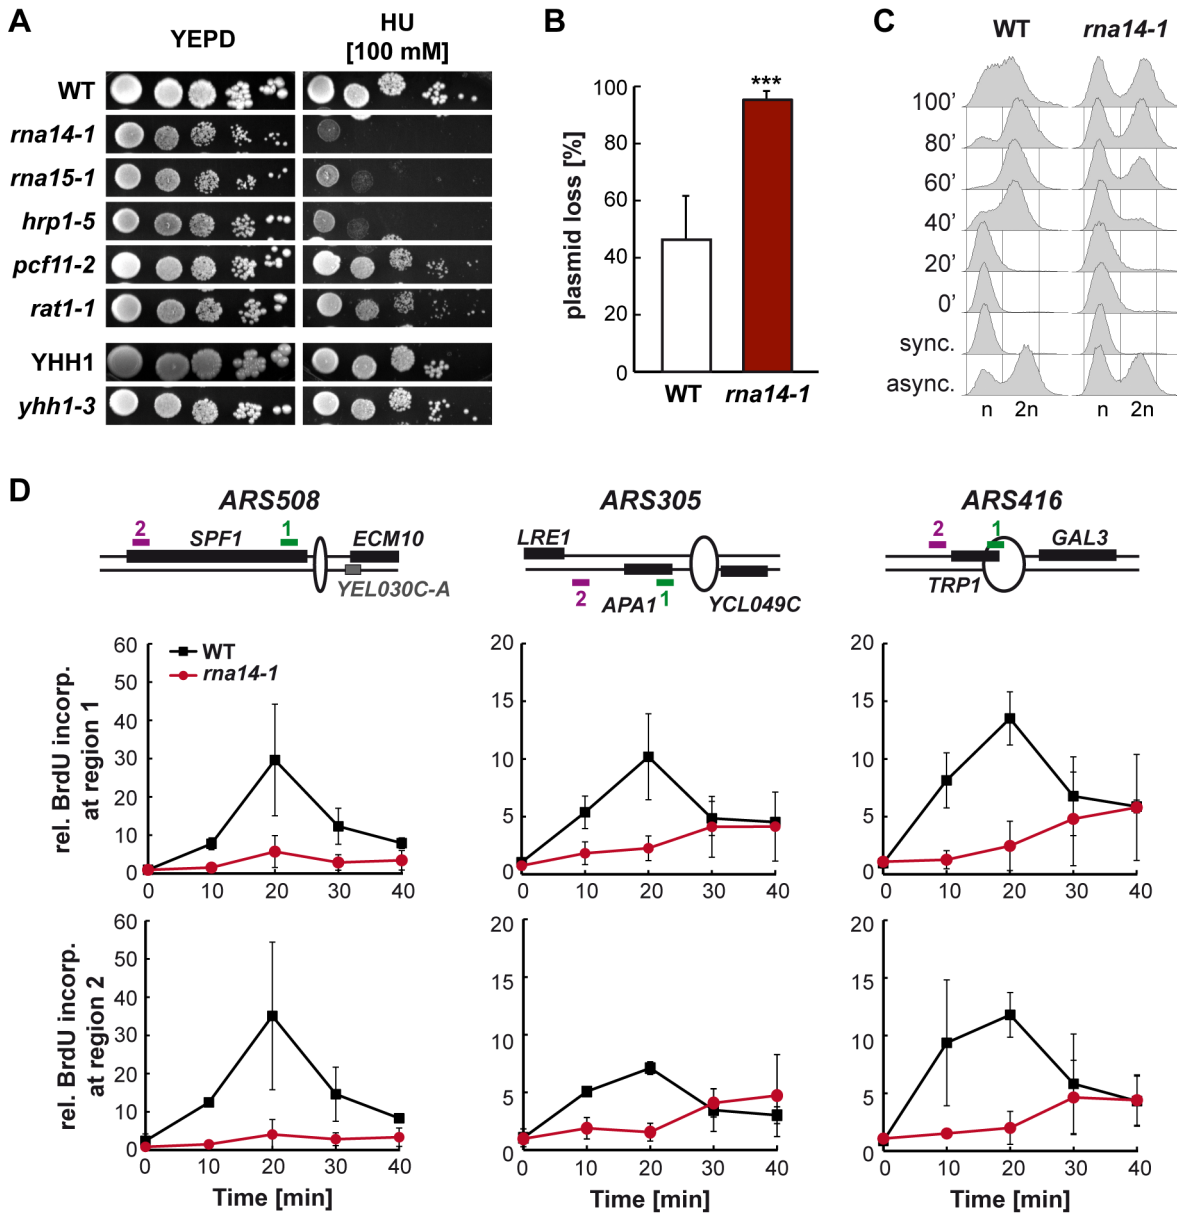 A
YEPD
HU
[100 mM]
WT
rna14-1
rna15-1
hrp1-5
pcf11-2
rat1-1
YHH1
yhh1-3
B
plasmid loss [%]
100
80
60
40
20
0
***
WT
rna14-1
C
WT
rna14-1
100'
80'
60'
40'
20'
0'
sync.
async.
n
2n
n
2n
D
ARS508
2
SPF1
1
ECM10
YEL030C-A
ARS305
LRE1
2
APA1
1
YCL049C
ARS416
2
1
GAL3
TRP1
rel. BrdU incorp.
at region 1
60
50
40
30
20
10
0
WT
rna14-1
0
10
20
30
40
20
15
10
5
0
0
10
20
30
40
20
15
10
5
0
0
10
20
30
40
rel. BrdU incorp.
at region 2
60
50
40
30
20
10
0
0
10
20
30
40
Time [min]
20
15
10
5
0
0
10
20
30
40
Time [min]
20
15
10
5
0
0
10
20
30
40
Time [min]